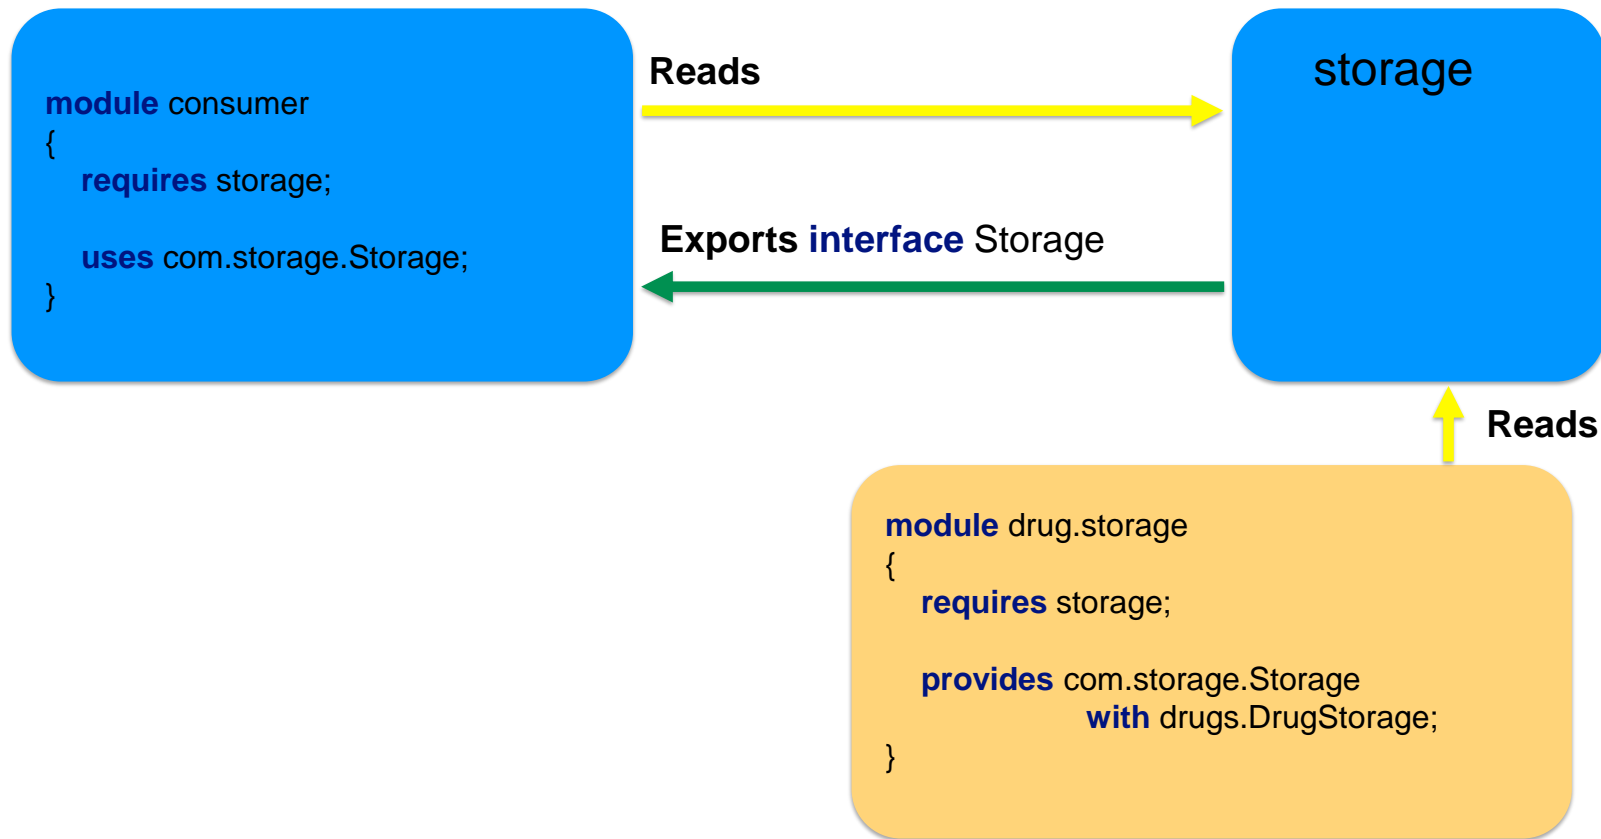 module consumer
{
requires storage;
uses com.storage.Storage;
}
Reads
Exports interface Storage
storage
Reads
module drug.storage
{
requires storage;
provides com.storage.Storage
with drugs.DrugStorage;
}